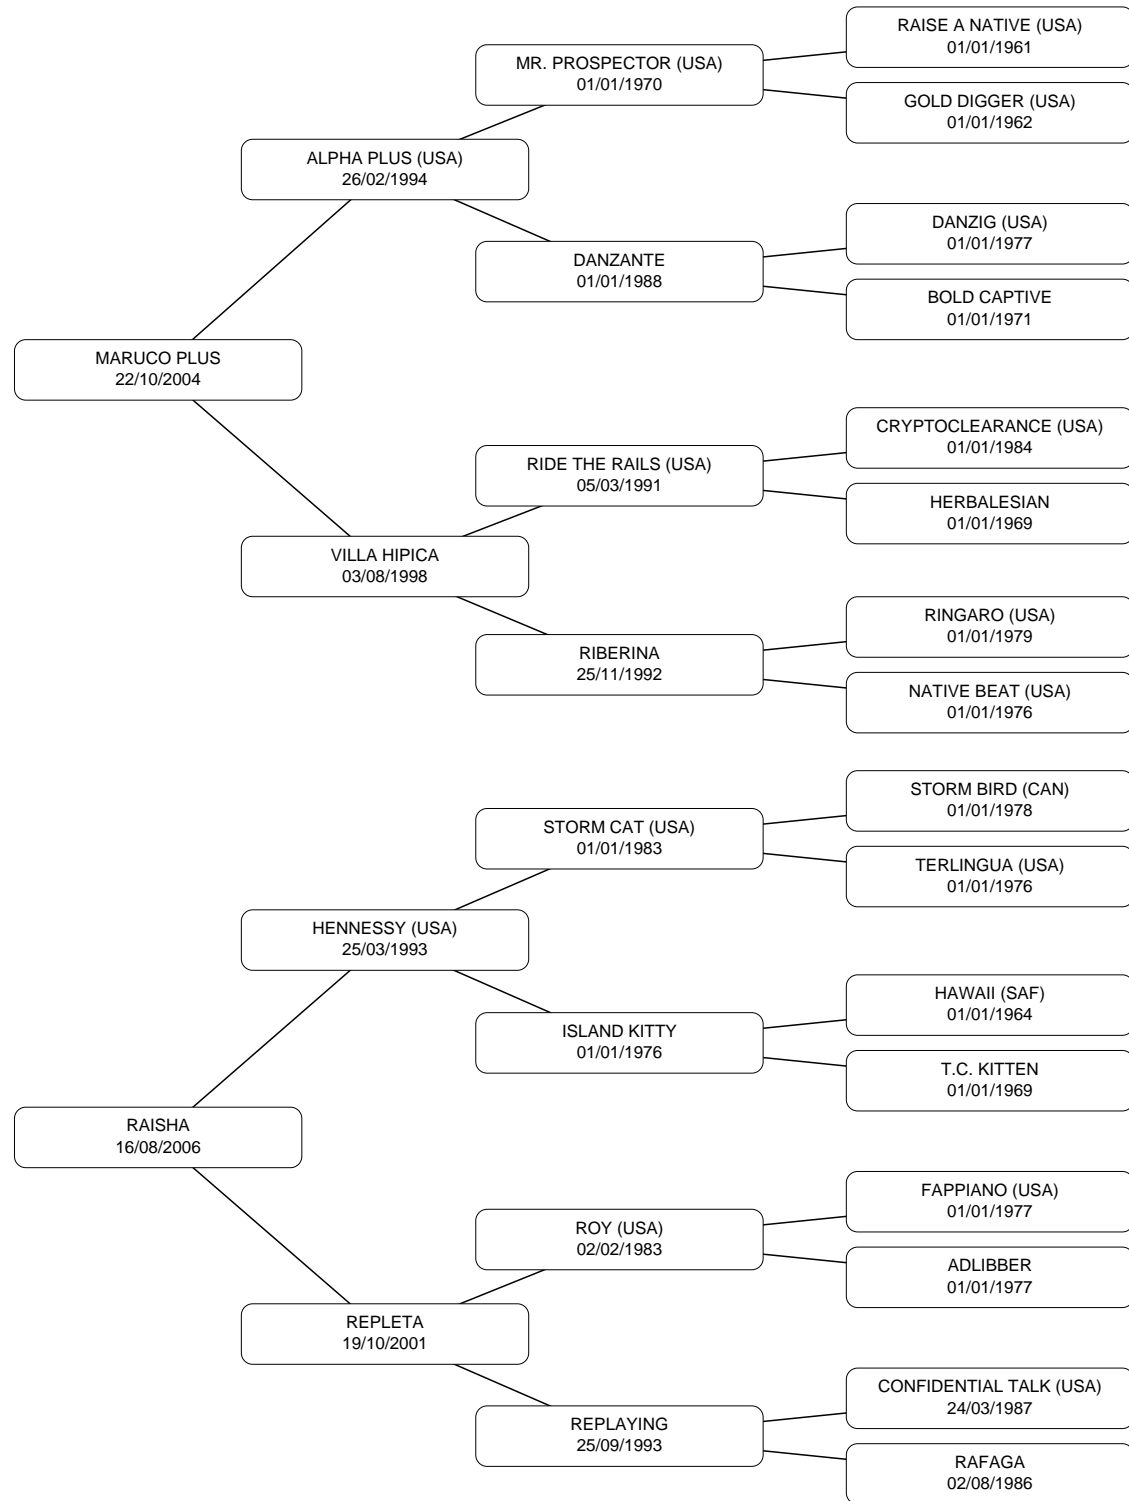 RAISE A NATIVE (USA)
01/01/1961
MR. PROSPECTOR (USA)
01/01/1970
GOLD DIGGER (USA)
01/01/1962
ALPHA PLUS (USA)
26/02/1994
DANZIG (USA)
01/01/1977
DANZANTE
01/01/1988
BOLD CAPTIVE
01/01/1971
MARUCO PLUS
22/10/2004
CRYPTOCLEARANCE (USA)
01/01/1984
RIDE THE RAILS (USA)
05/03/1991
HERBALESIAN
01/01/1969
VILLA HIPICA
03/08/1998
RINGARO (USA)
01/01/1979
RIBERINA
25/11/1992
NATIVE BEAT (USA)
01/01/1976
STORM BIRD (CAN)
01/01/1978
STORM CAT (USA)
01/01/1983
TERLINGUA (USA)
01/01/1976
HENNESSY (USA)
25/03/1993
HAWAII (SAF)
01/01/1964
ISLAND KITTY
01/01/1976
T.C. KITTEN
01/01/1969
RAISHA
16/08/2006
FAPPIANO (USA)
01/01/1977
ROY (USA)
02/02/1983
ADLIBBER
01/01/1977
REPLETA
19/10/2001
CONFIDENTIAL TALK (USA)
24/03/1987
REPLAYING
25/09/1993
RAFAGA
02/08/1986